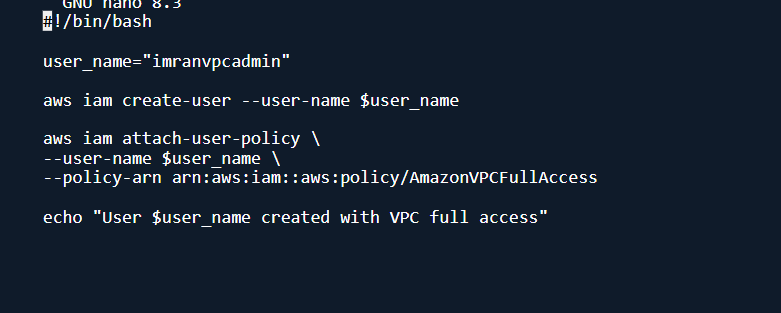 GNU nano 8.3
#!/bin/bash
user_name="imranvpcadmin"
aws iam create-user --user-name $user_name
aws iam attach-user-policy \
--user-name $user_name \
--policy-arn arn:aws:iam::aws:policy/AmazonVPCFullAccess
echo "User $user_name created with VPC full access"